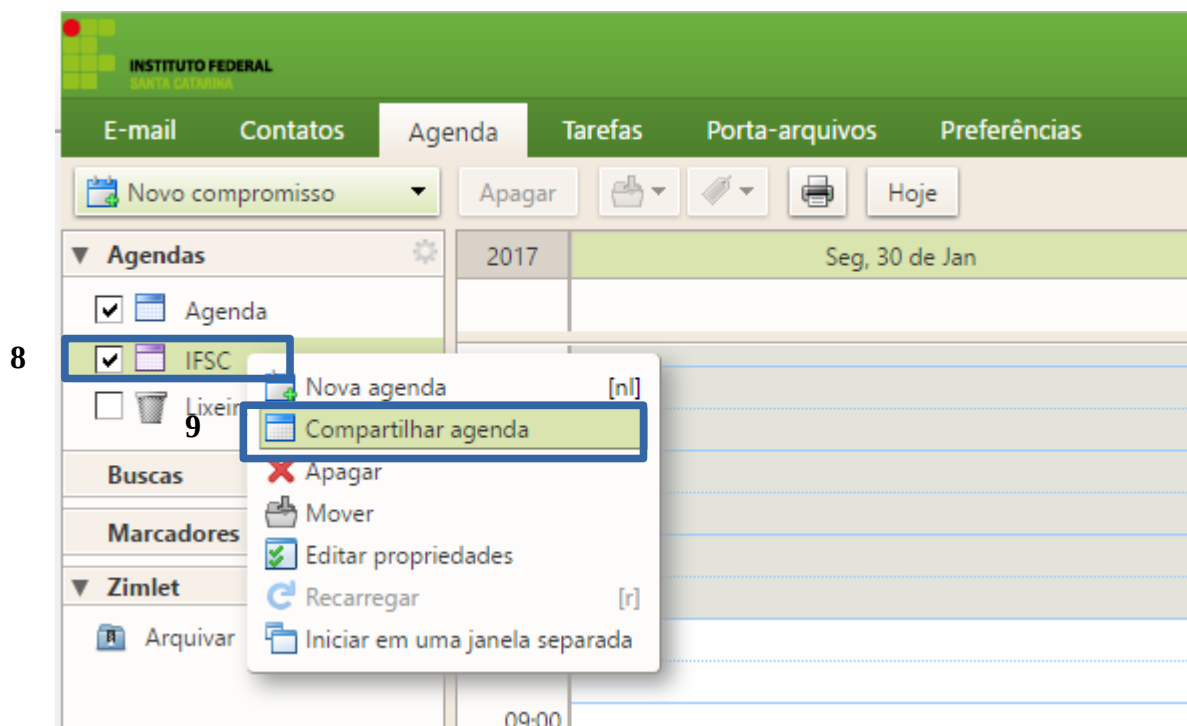 INSTITUTO FEDERAL
SANTA CATARINA
E-mail Contatos Agenda Tarefas Porta-arquivos Preferências
Novo compromisso Apagar Hoje
Agendas 2017 Seg, 30 de Jan
Agenda
8 IFSC
Nova agenda [nl]
Lixeir
9 Compartilhar agenda
Buscas Apagar
Mover
Marcadores
Editar propriedades
Zimlet Recarregar [r]
Arquivar Iniciar em uma janela separada
09:00